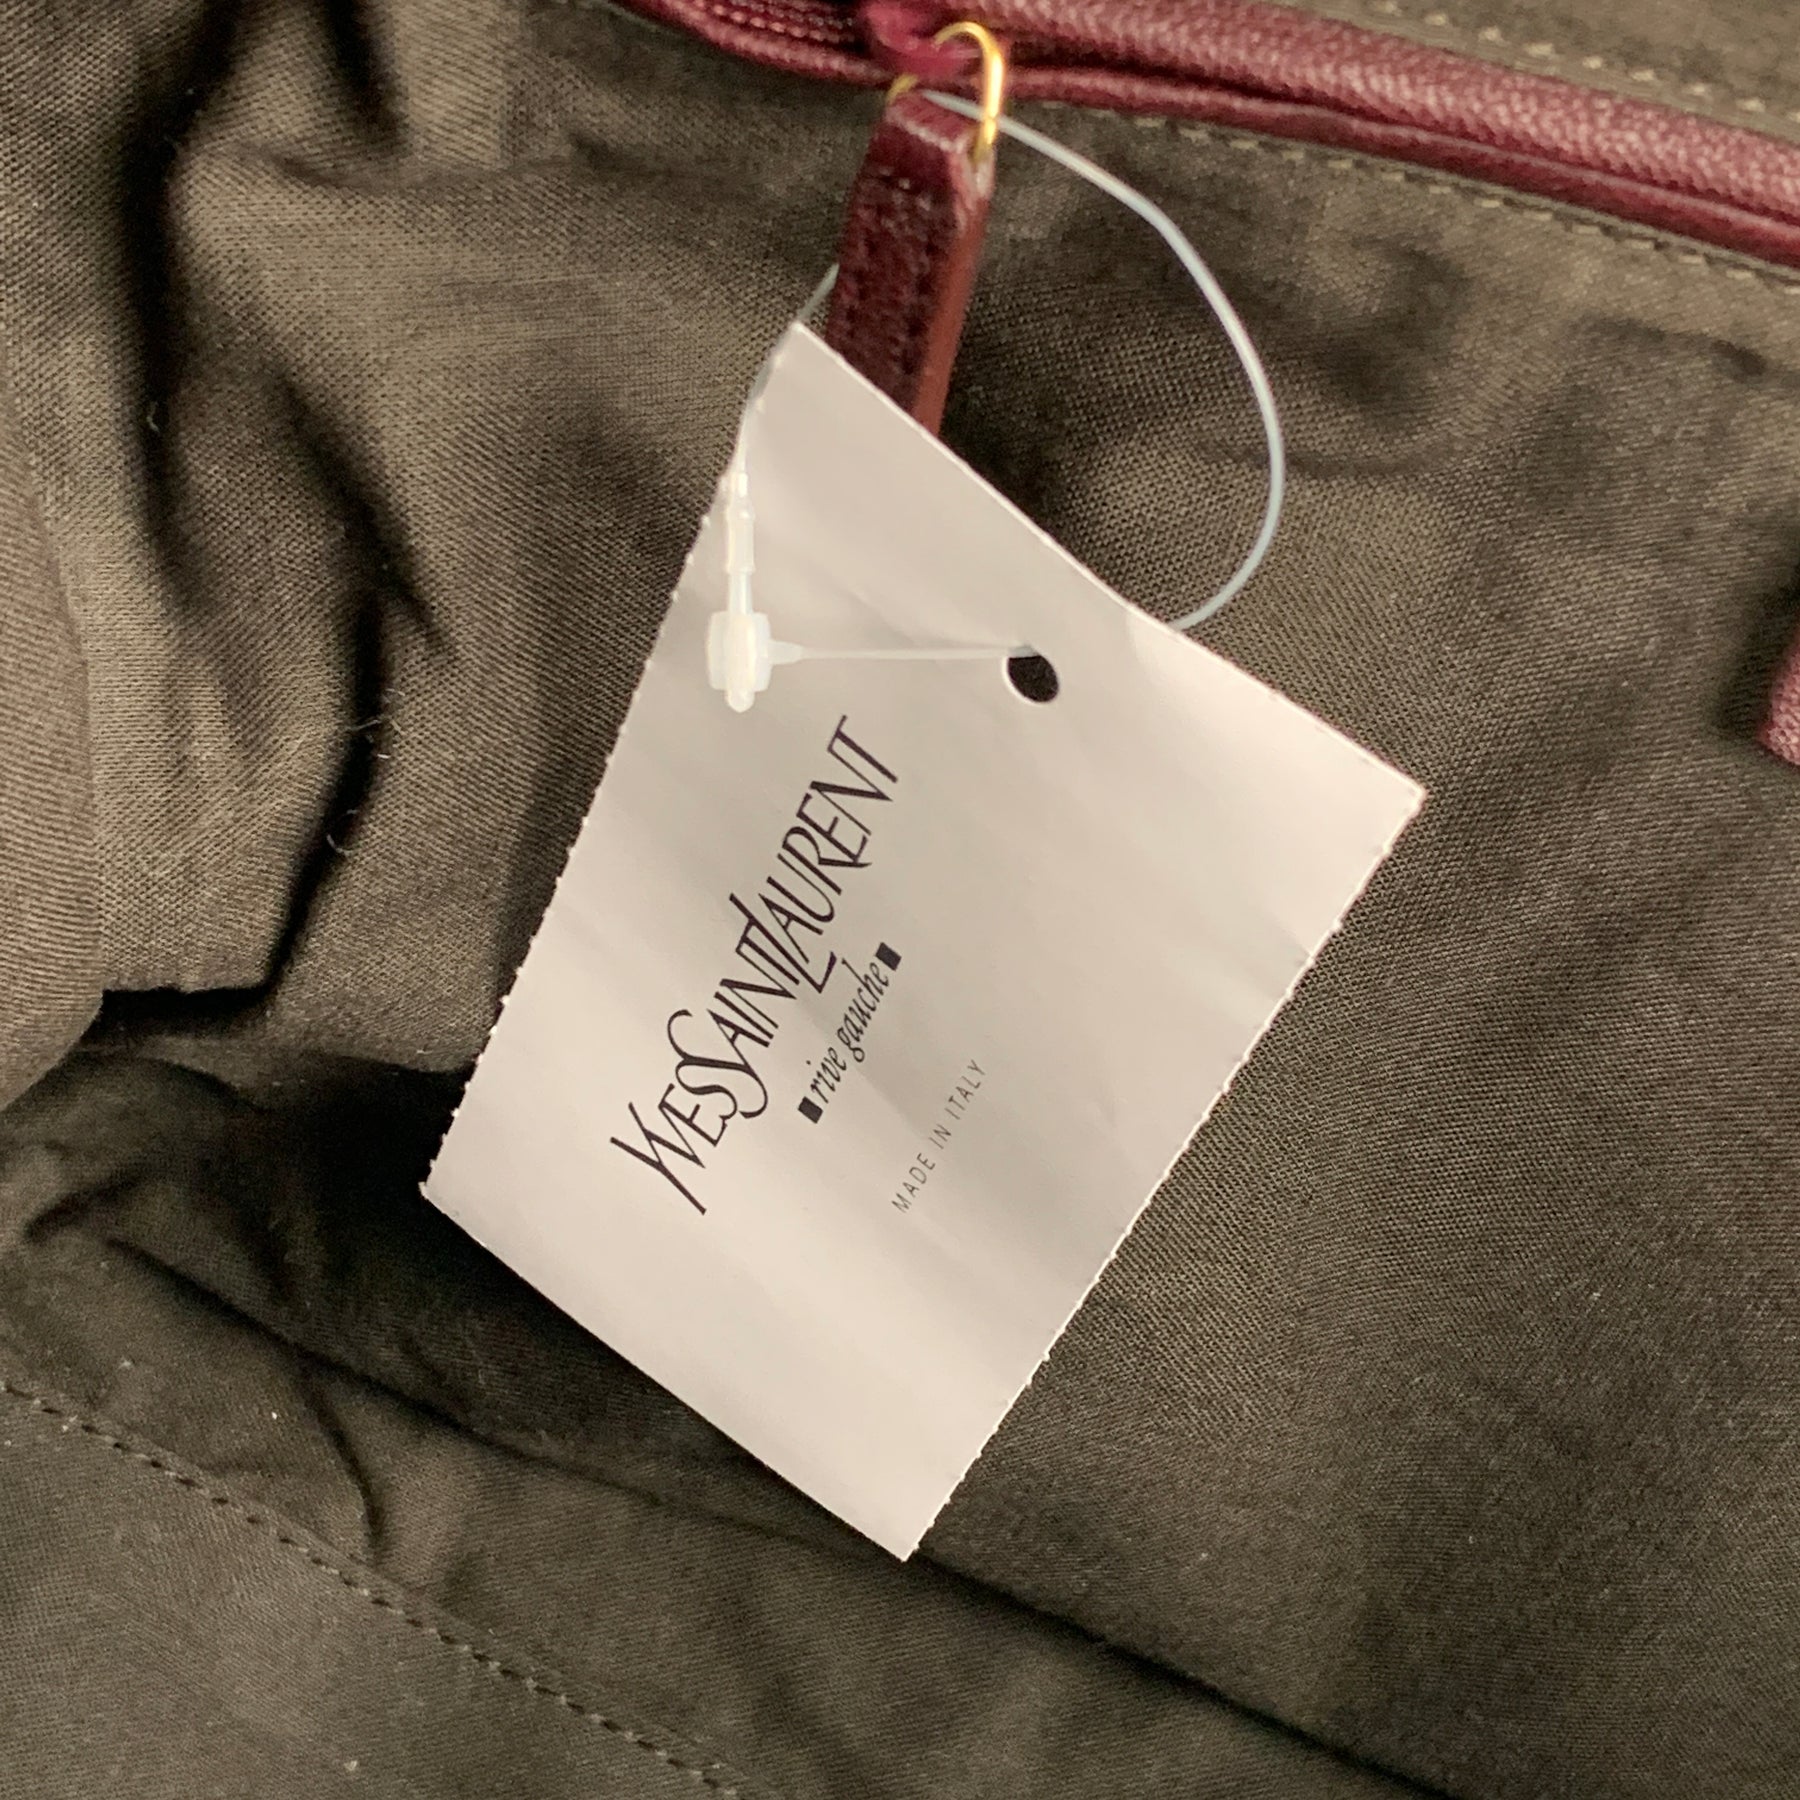 YVESSAINTLAURENT
rive gauche
MADE IN ITALY